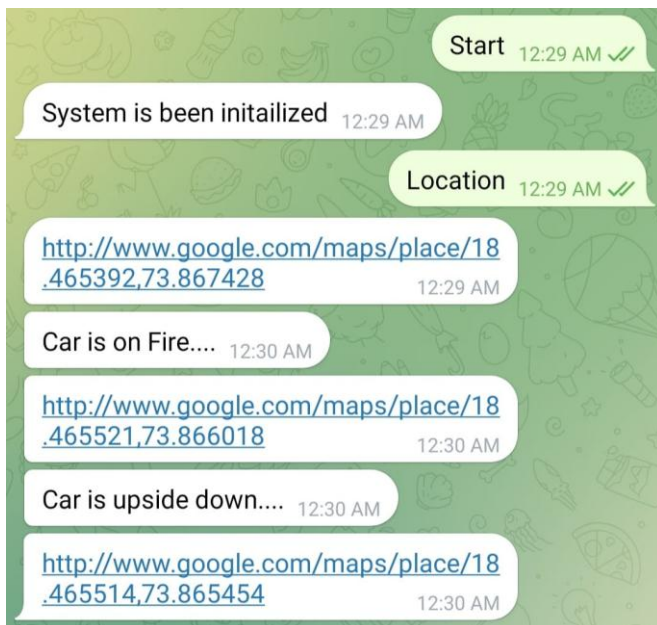 Start 12:29 AM
System is been initailized 12:29 AM
Location 12:29 AM
http://www.google.com/maps/place/18
.465392,73.867428 12:29 AM
Car is on Fire.... 12:30 AM
http://www.google.com/maps/place/18
.465521,73.866018 12:30 AM
Car is upside down.... 12:30 AM
http://www.google.com/maps/place/18
.465514,73.865454 12:30 AM